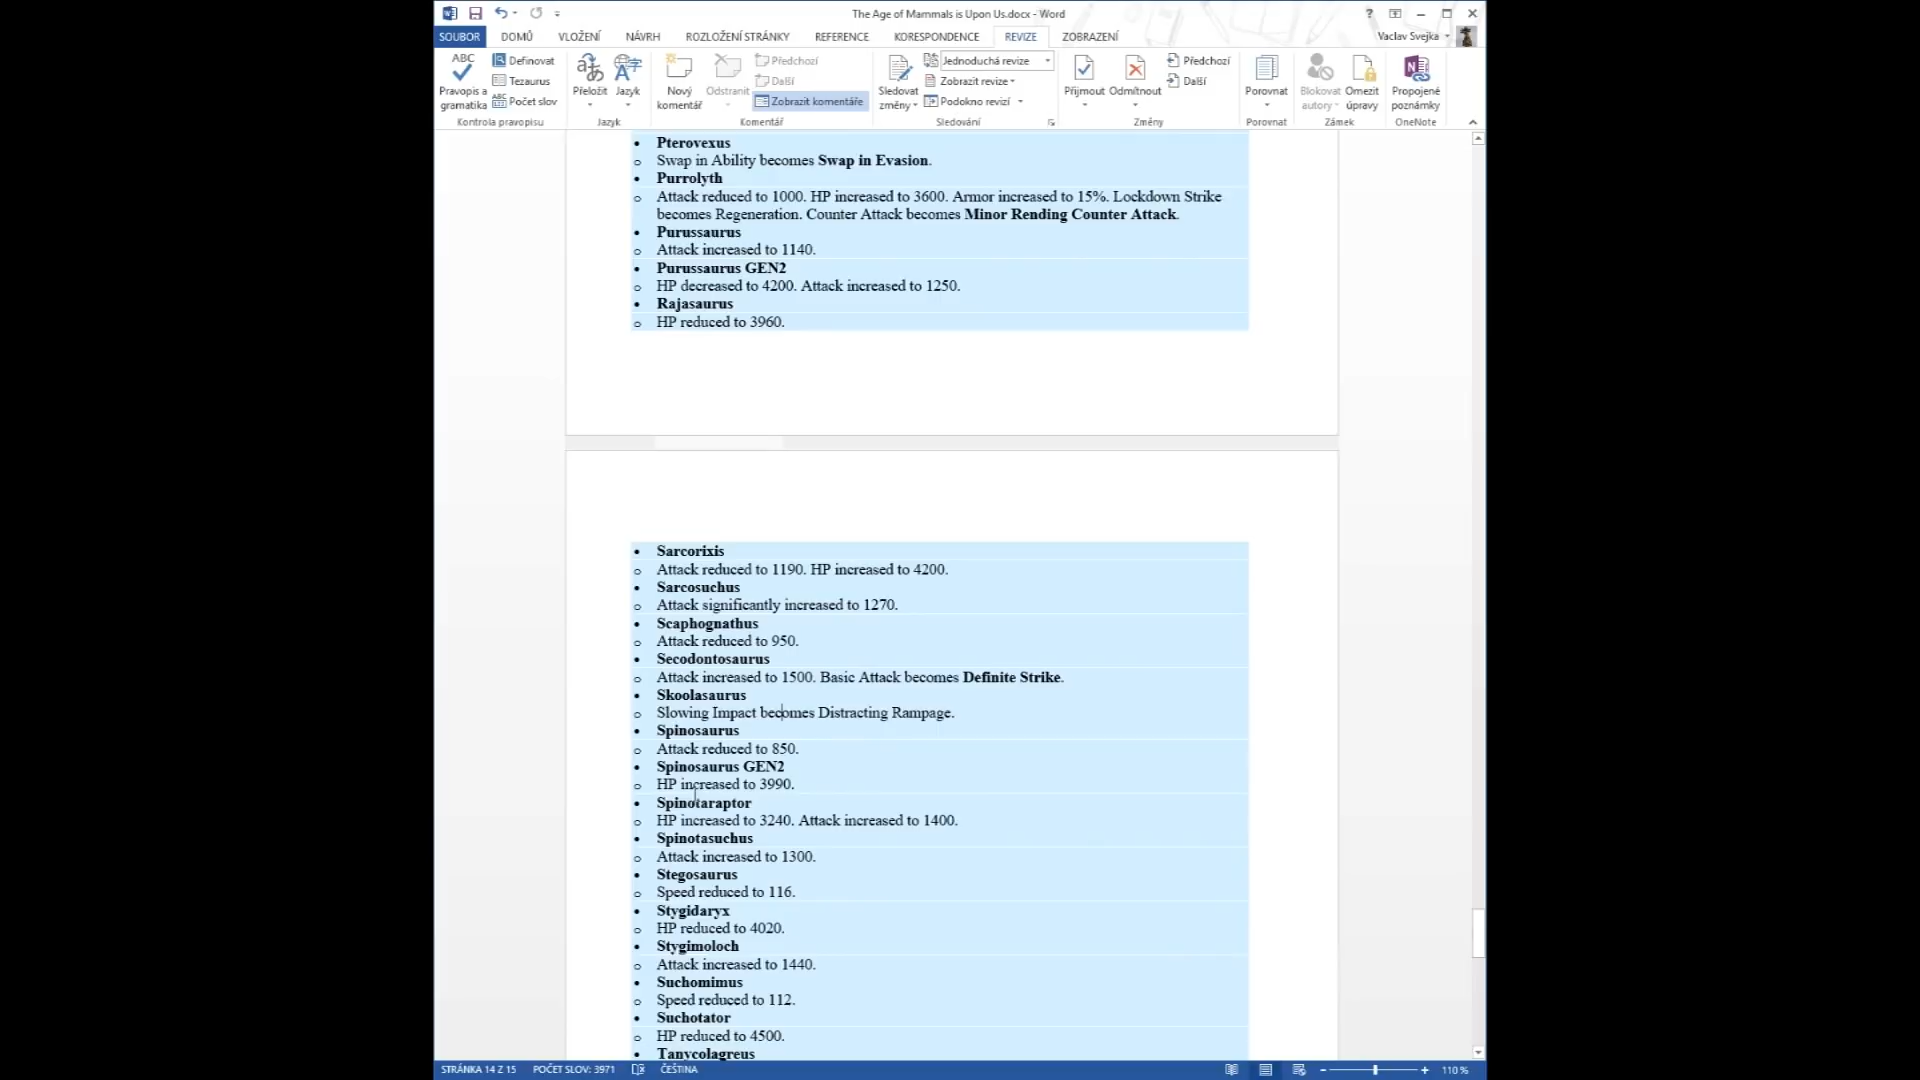 The Age of Mammals is Upon Us.docx - Word
SOUBOR DOMŮ VLOŽENÍ NÁVRH ROZLOŽENÍ STRÁNKY REFERENCE KORESPONDENCE REVIZE ZOBRAZENÍ Vaclav Svejka
ABC Pravopis a gramatika
Definovat
Tezaurus
Počet slov
Přeložit
Jazyk
Nový komentář
Odstranit
Předchozí
Další
Zobrazit komentáře
Sledovat změny
Jednoduchá revize
Zobrazit revize
Podokno revizí
Přijmout
Odmítnout
Předchozí
Další
Porovnat
Blokovat autory
Omezit úpravy
Propojené poznámky
Kontrola pravopisu Jazyk Komentář Sledování Změny Porovnat Zámek OneNote
• Pterovexus
o Swap in Ability becomes Swap in Evasion.
• Purrolyth
o Attack reduced to 1000. HP increased to 3600. Armor increased to 15%. Lockdown Strike
becomes Regeneration. Counter Attack becomes Minor Rending Counter Attack.
• Purussaurus
o Attack increased to 1140.
• Purussaurus GEN2
o HP decreased to 4200. Attack increased to 1250.
• Rajasaurus
o HP reduced to 3960.
• Sarcorixis
o Attack reduced to 1190. HP increased to 4200.
• Sarcosuchus
o Attack significantly increased to 1270.
• Scaphognathus
o Attack reduced to 950.
• Secodontosaurus
o Attack increased to 1500. Basic Attack becomes Definite Strike.
• Skoolasaurus
o Slowing Impact becomes Distracting Rampage.
• Spinosaurus
o Attack reduced to 850.
• Spinosaurus GEN2
o HP increased to 3990.
• Spinotaraptor
o HP increased to 3240. Attack increased to 1400.
• Spinotasuchus
o Attack increased to 1300.
• Stegosaurus
o Speed reduced to 116.
• Stygidaryx
o HP reduced to 4020.
• Stygimoloch
o Attack increased to 1440.
• Suchomimus
o Speed reduced to 112.
• Suchotator
o HP reduced to 4500.
• Tanycolagreus
STRÁNKA 14 Z 15 POČET SLOV: 3971 ČEŠTINA 110 %